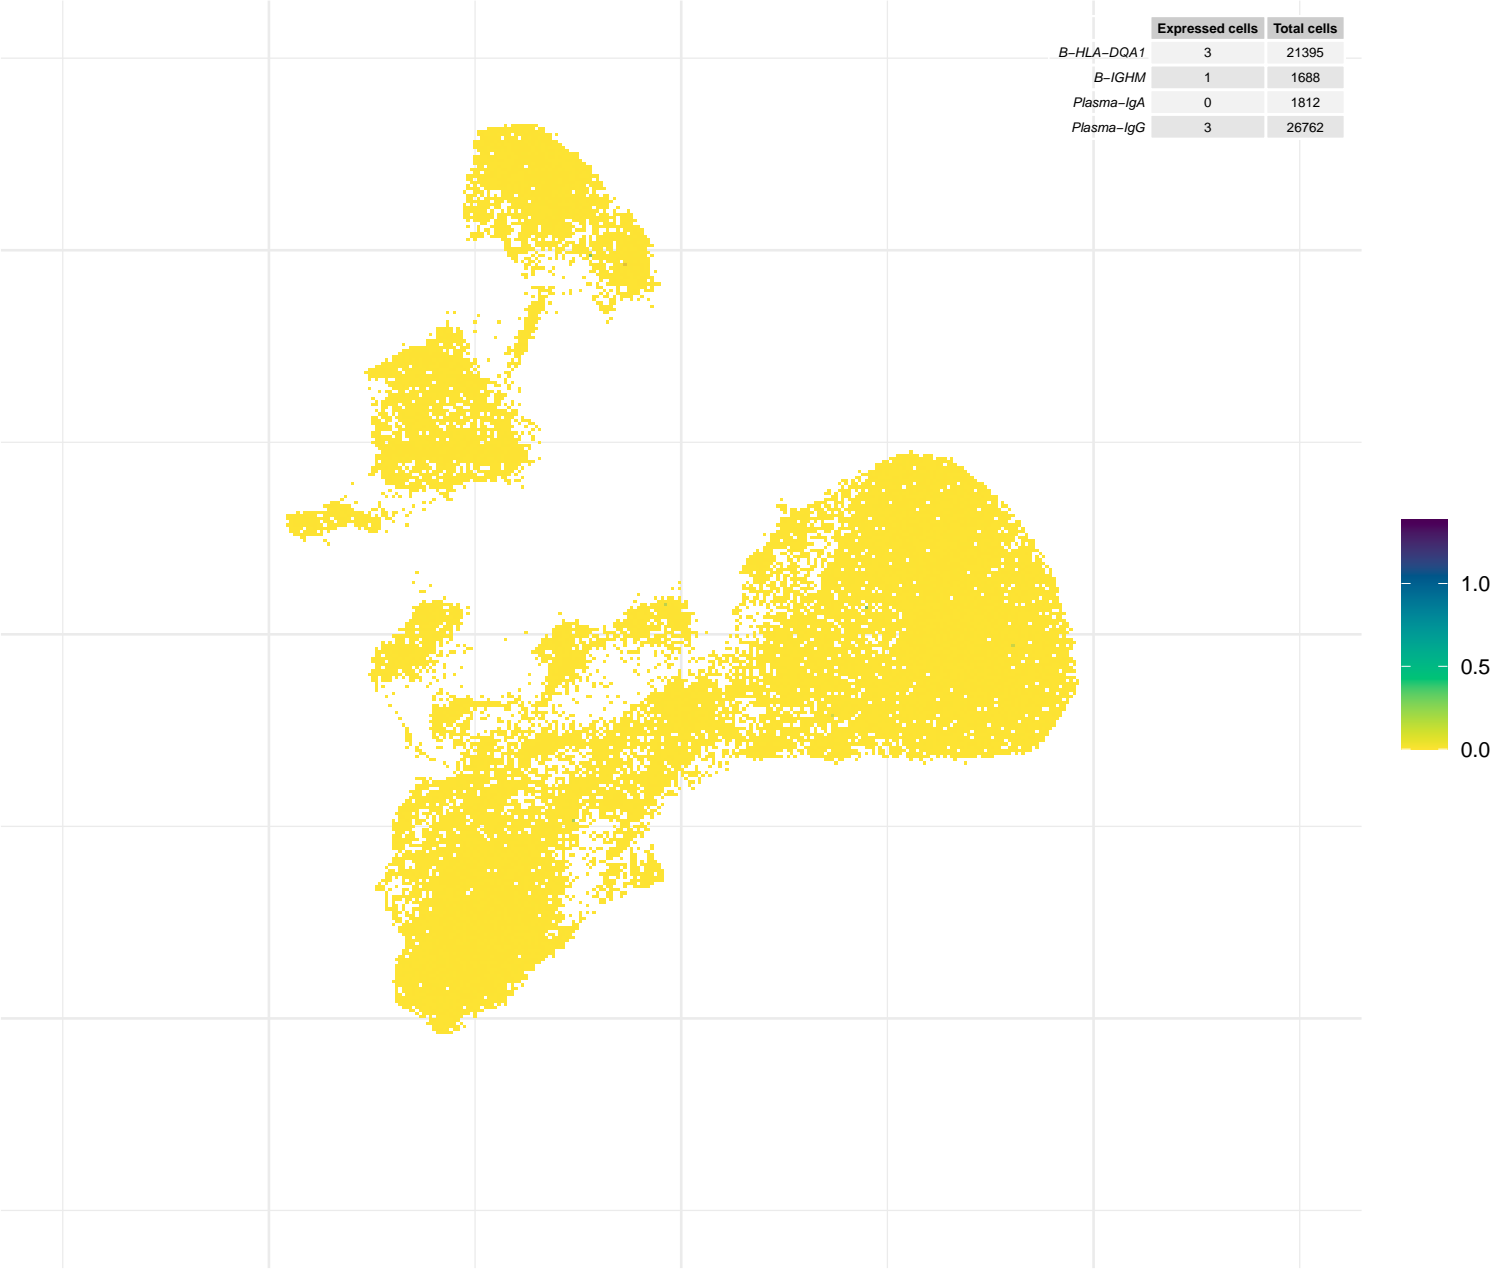 Expressed cells Total cells
B−HLA−DQA1 3 21395
B−IGHM 1 1688
Plasma−IgA 0 1812
Plasma−IgG 3 26762
1.0
0.5
0.0